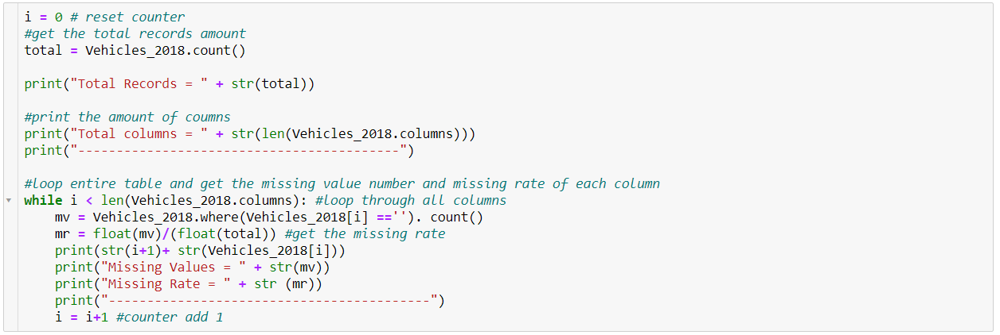 i = 0 # reset counter
#get the total records amount
total = Vehicles_2018.count()
print("Total Records = " + str(total))
#print the amount of coumns
print("Total columns = " + str(len(Vehicles_2018.columns)))
print("------------------------------------------")
#loop entire table and get the missing value number and missing rate of each column
while i < len(Vehicles_2018.columns): #loop through all columns
    mv = Vehicles_2018.where(Vehicles_2018[i] ==''). count()
    mr = float(mv)/(float(total)) #get the missing rate
    print(str(i+1)+ str(Vehicles_2018[i]))
    print("Missing Values = " + str(mv))
    print("Missing Rate = " + str (mr))
    print("------------------------------------------")
    i = i+1 #counter add 1